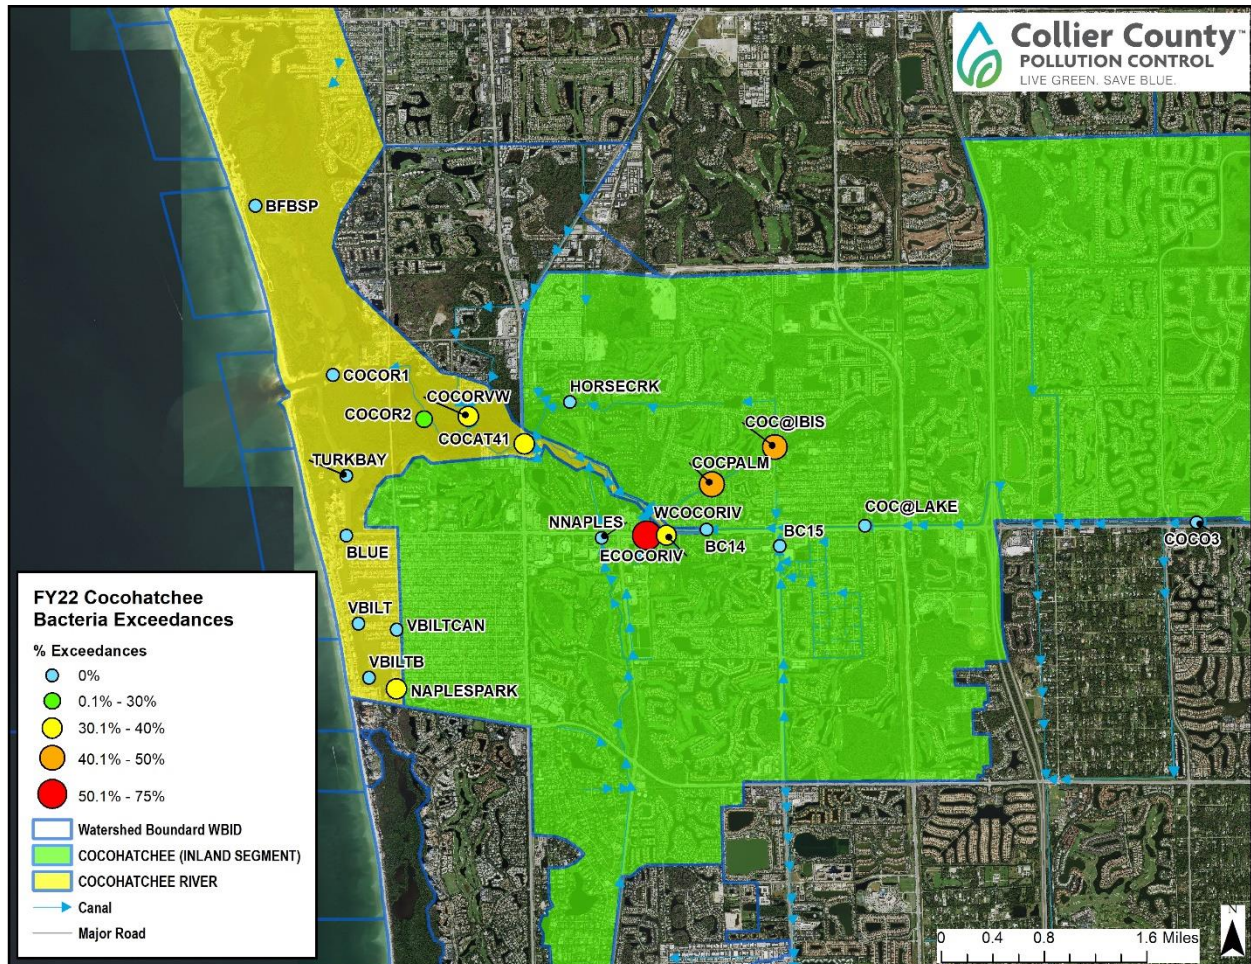 Collier County™
POLLUTION CONTROL
LIVE GREEN. SAVE BLUE.
BFBSP
COCOR1
HORSECRK
COCORVW
COCOR2
COC@IBIS
COCAT41
TURKBAY
COCPALM
COC@LAKE
WCOCORIV
NNAPLES
BLUE
BC14
BC15
COCO3
ECOCORIV
VBILT
VBILTCAN
VBILTB
NAPLESPARK
FY22 Cocohatchee
Bacteria Exceedances
% Exceedances
0%
0.1% - 30%
30.1% - 40%
40.1% - 50%
50.1% - 75%
Watershed Boundard WBID
COCOHATCHEE (INLAND SEGMENT)
COCOHATCHEE RIVER
Canal
Major Road
N
0 0.4 0.8 1.6 Miles